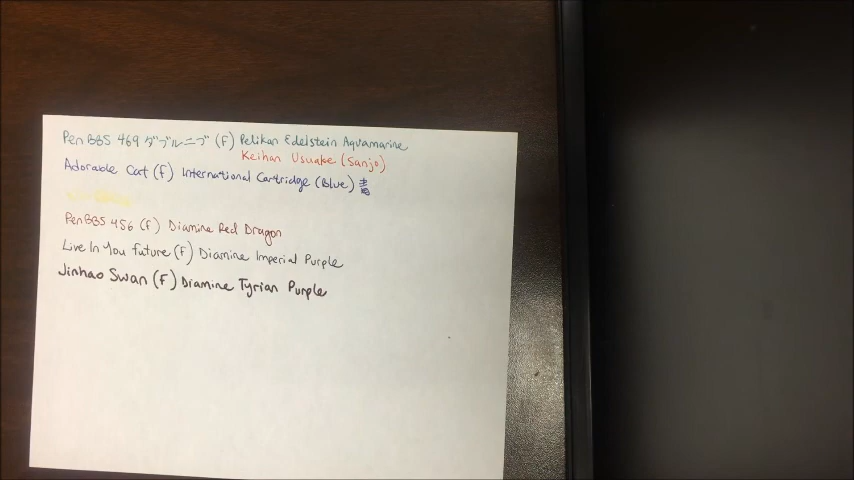 PenBBS 469 ダブルニブ (F) Pelikan Edelstein Aquamarine
Keihan Usuake (Sanjo)
Adorable Cat (F) International Cartridge (Blue) 青
PenBBS 456 (F) Diamine Red Dragon
Live In You future (F) Diamine Imperial Purple
Jinhao Swan (F) Diamine Tyrian Purple